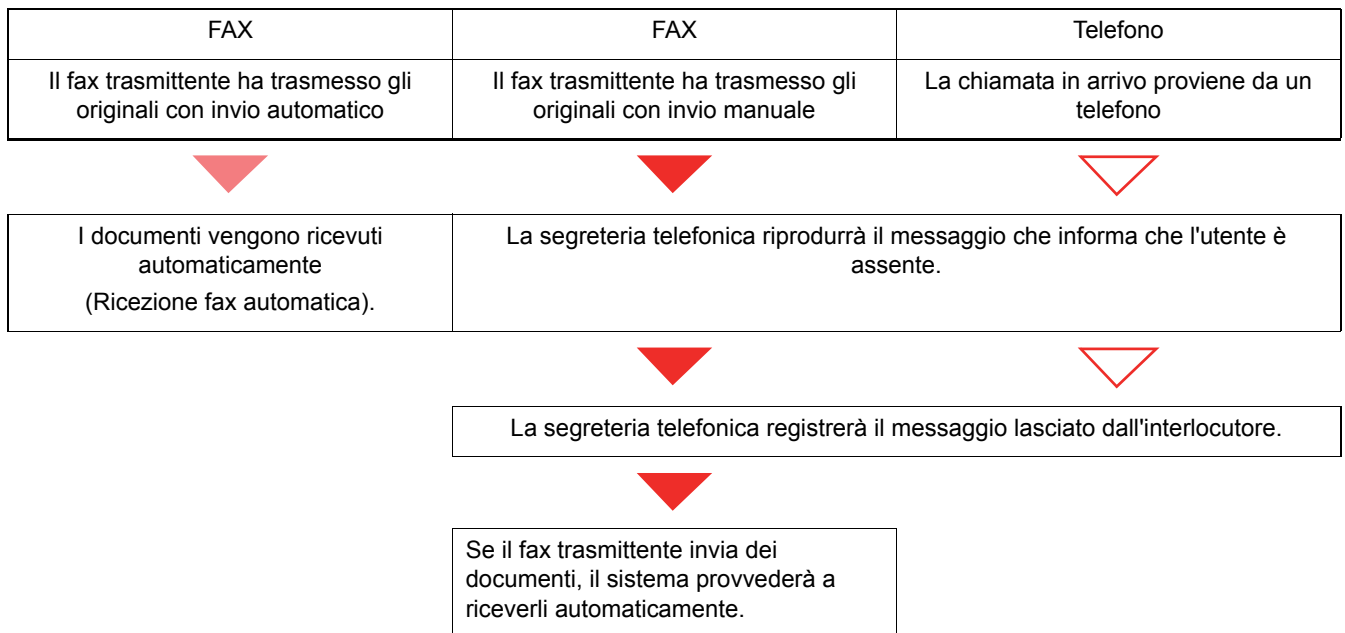 FAX
FAX
Telefono
Il fax trasmittente ha trasmesso gli
originali con invio automatico
Il fax trasmittente ha trasmesso gli
originali con invio manuale
La chiamata in arrivo proviene da un
telefono
I documenti vengono ricevuti
automaticamente
(Ricezione fax automatica).
La segreteria telefonica riprodurrà il messaggio che informa che l'utente è
assente.
La segreteria telefonica registrerà il messaggio lasciato dall'interlocutore.
Se il fax trasmittente invia dei
documenti, il sistema provvederà a
riceverli automaticamente.